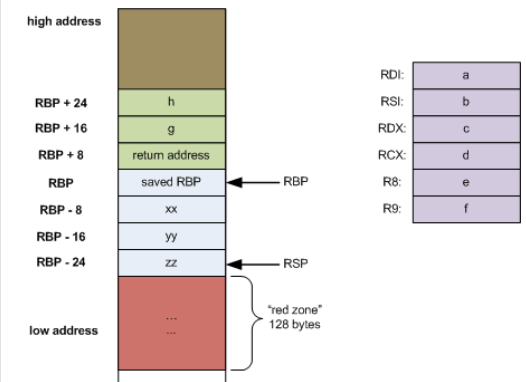 high address
RDI: a
RSI: b
RBP + 24 h RDX: c
RBP + 16 g RCX: d
RBP + 8 return address R8: e
RBP saved RBP RBP R9: f
RBP - 8 xx
RBP - 16 yy
RBP - 24 zz RSP
"red zone"
128 bytes
...
...
low address